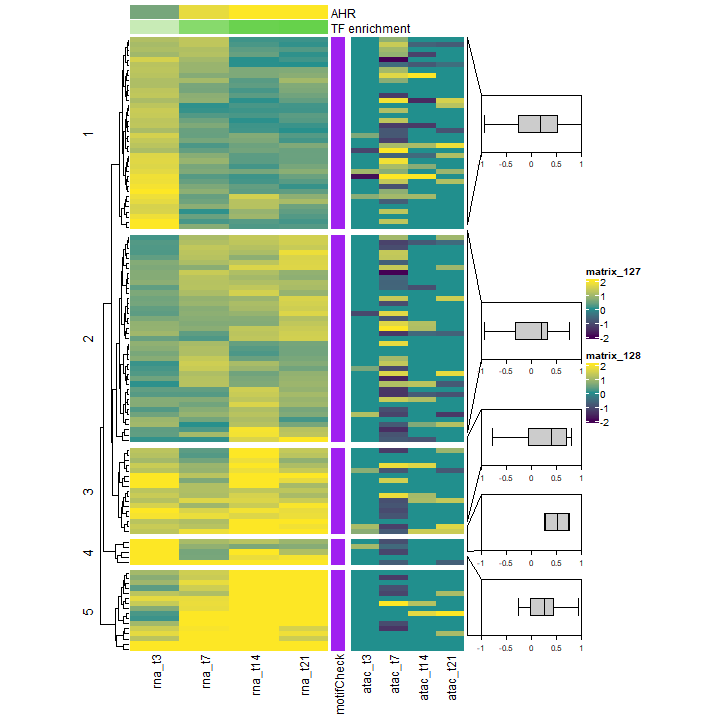 AHR
TF enrichment
1
2
3
4
5
rna_t3
rna_t7
rna_t14
rna_t21
motifCheck
atac_t3
atac_t7
atac_t14
atac_t21
-1 -0.5 0 0.5 1
-1 -0.5 0 0.5 1
-1 -0.5 0 0.5 1
-1 -0.5 0 0.5 1
-1 -0.5 0 0.5 1
matrix_127
2
1
0
-1
-2
matrix_128
2
1
0
-1
-2